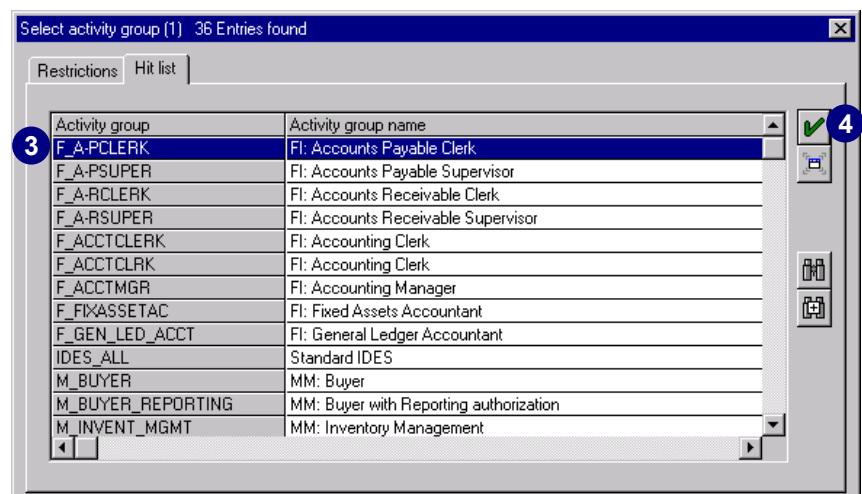 Select activity group (1) 36 Entries found
Restrictions Hit list
Activity group Activity group name
3 F_A-PCLERK FI: Accounts Payable Clerk 4
F_A-PSUPER FI: Accounts Payable Supervisor
F_A-RCLERK FI: Accounts Receivable Clerk
F_A-RSUPER FI: Accounts Receivable Supervisor
F_ACCTCLERK FI: Accounting Clerk
F_ACCTCLRK FI: Accounting Clerk
F_ACCTMGR FI: Accounting Manager
F_FIXASSETAC FI: Fixed Assets Accountant
F_GEN_LED_ACCT FI: General Ledger Accountant
IDES_ALL Standard IDES
M_BUYER MM: Buyer
M_BUYER_REPORTING MM: Buyer with Reporting authorization
M_INVENT_MGMT MM: Inventory Management